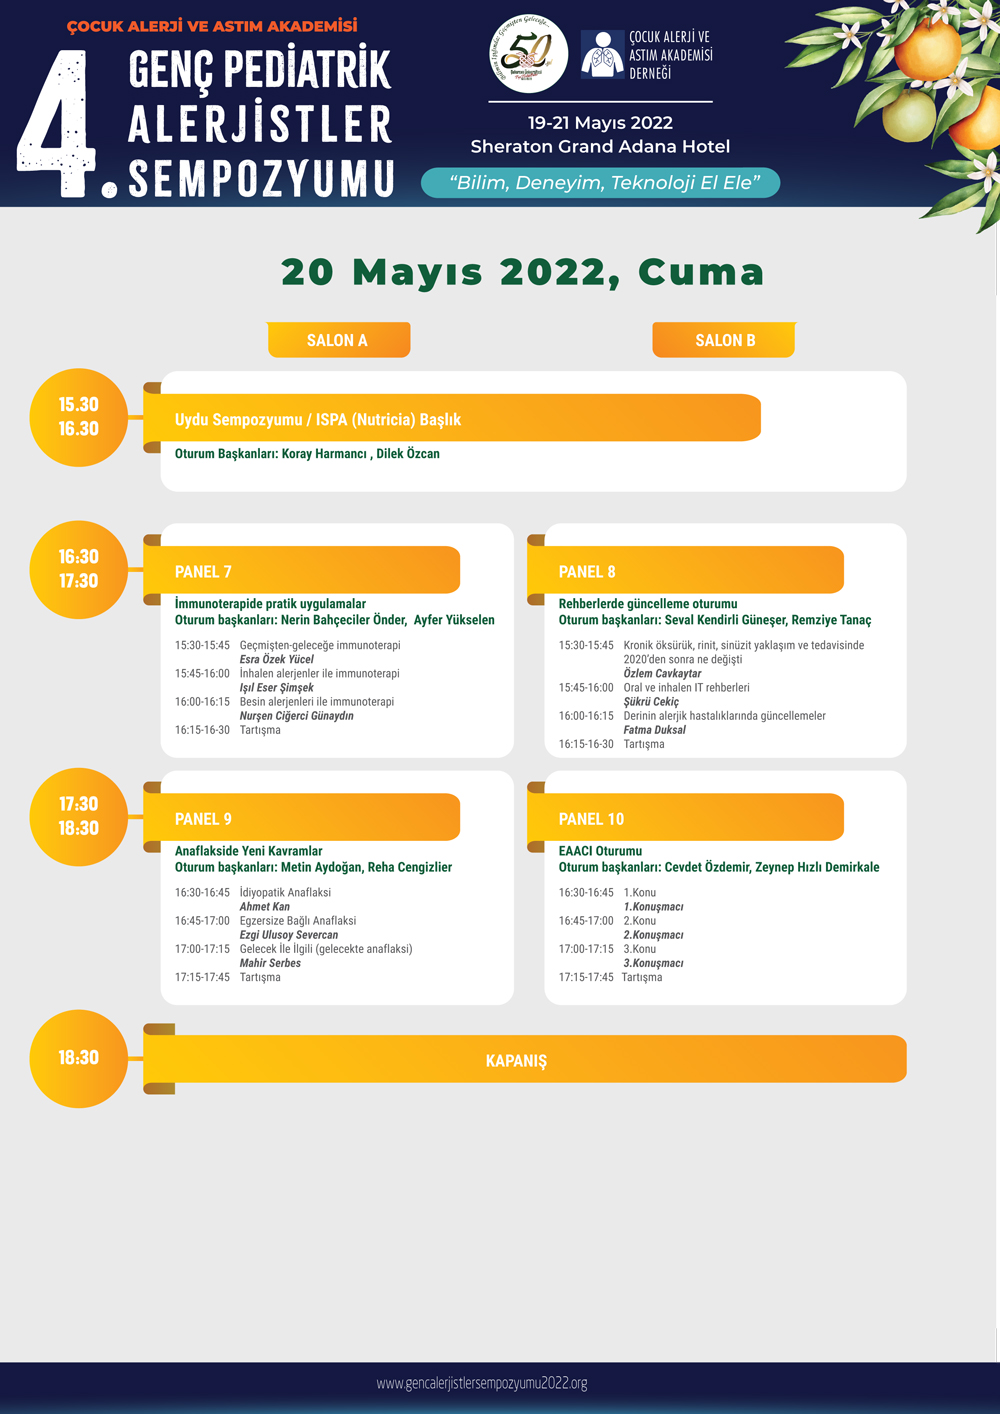 ÇOCUK ALERJİ VE ASTIM AKADEMİSİ
4. GENÇ PEDİATRİK
ALERJİSTLER
SEMPOZYUMU
50.
ÇOCUK ALERJİ VE
ASTIM AKADEMİSİ
DERNEĞİ
19-21 Mayıs 2022
Sheraton Grand Adana Hotel
“Bilim, Deneyim, Teknoloji El Ele”
20 Mayıs 2022, Cuma
SALON A
SALON B
15.30
16.30
Uydu Sempozyumu / ISPA (Nutricia) Başlık
Oturum Başkanları: Koray Harmancı , Dilek Özcan
16:30
17:30
PANEL 7
İmmunoterapide pratik uygulamalar
Oturum başkanları: Nerin Bahçeciler Önder, Ayfer Yükselen
15:30-15:45 Geçmişten-geleceğe immunoterapi
Esra Özek Yücel
15:45-16:00 İnhalen alerjenler ile immunoterapi
Işıl Eser Şimşek
16:00-16:15 Besin alerjenleri ile immunoterapi
Nurşen Ciğerci Günaydın
16:15-16-30 Tartışma
PANEL 8
Rehberlerde güncelleme oturumu
Oturum başkanları: Seval Kendirli Güneşer, Remziye Tanaç
15:30-15:45 Kronik öksürük, rinit, sinüzit yaklaşım ve tedavisinde
2020’den sonra ne değişti
Özlem Cavkaytar
15:45-16:00 Oral ve inhalen IT rehberleri
Şükrü Cekiç
16:00-16:15 Derinin alerjik hastalıklarında güncellemeler
Fatma Duksal
16:15-16-30 Tartışma
17:30
18:30
PANEL 9
Anaflakside Yeni Kavramlar
Oturum başkanları: Metin Aydoğan, Reha Cengizlier
16:30-16:45 İdiyopatik Anaflaksi
Ahmet Kan
16:45-17:00 Egzersize Bağlı Anaflaksi
Ezgi Ulusoy Severcan
17:00-17:15 Gelecek İle İlgili (gelecekte anaflaksi)
Mahir Serbes
17:15-17:45 Tartışma
PANEL 10
EAACI Oturumu
Oturum başkanları: Cevdet Özdemir, Zeynep Hızlı Demirkale
16:30-16:45 1.Konu
1.Konuşmacı
16:45-17:00 2.Konu
2.Konuşmacı
17:00-17:15 3.Konu
3.Konuşmacı
17:15-17:45 Tartışma
18:30
KAPANIŞ
www.gencalerjistlersempozyumu2022.org